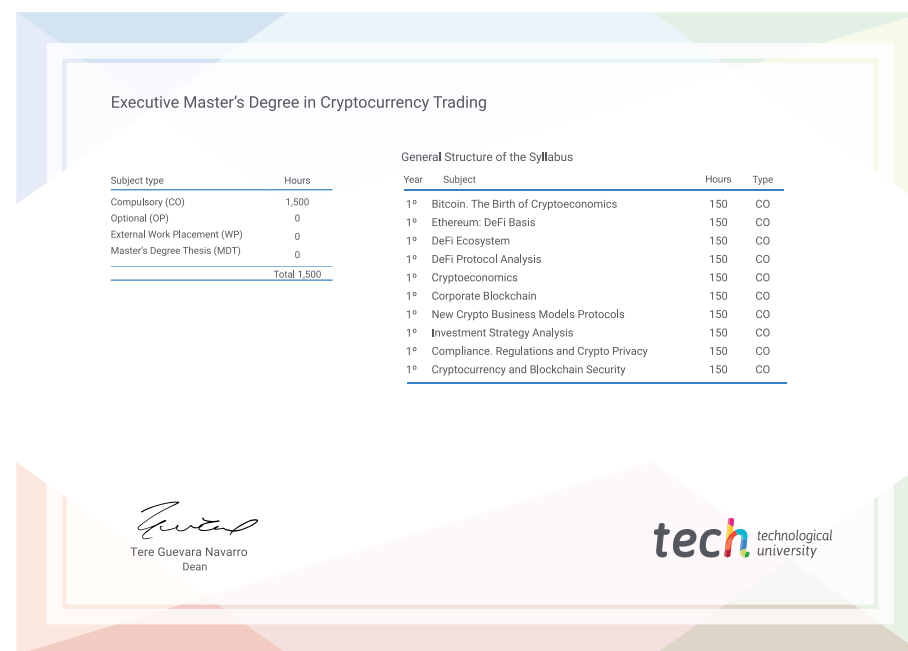 Executive Master's Degree in Cryptocurrency Trading
Subject type Hours
Compulsory (CO) 1,500
Optional (OP) 0
External Work Placement (WP) 0
Master's Degree Thesis (MDT) 0
Total 1,500
General Structure of the Syllabus
Year Subject Hours Type
1º Bitcoin. The Birth of Cryptoeconomics 150 CO
1º Ethereum: DeFi Basis 150 CO
1º DeFi Ecosystem 150 CO
1º DeFi Protocol Analysis 150 CO
1º Cryptoeconomics 150 CO
1º Corporate Blockchain 150 CO
1º New Crypto Business Models Protocols 150 CO
1º Investment Strategy Analysis 150 CO
1º Compliance. Regulations and Crypto Privacy 150 CO
1º Cryptocurrency and Blockchain Security 150 CO
Tere Guevara Navarro
Dean
tech technological
university